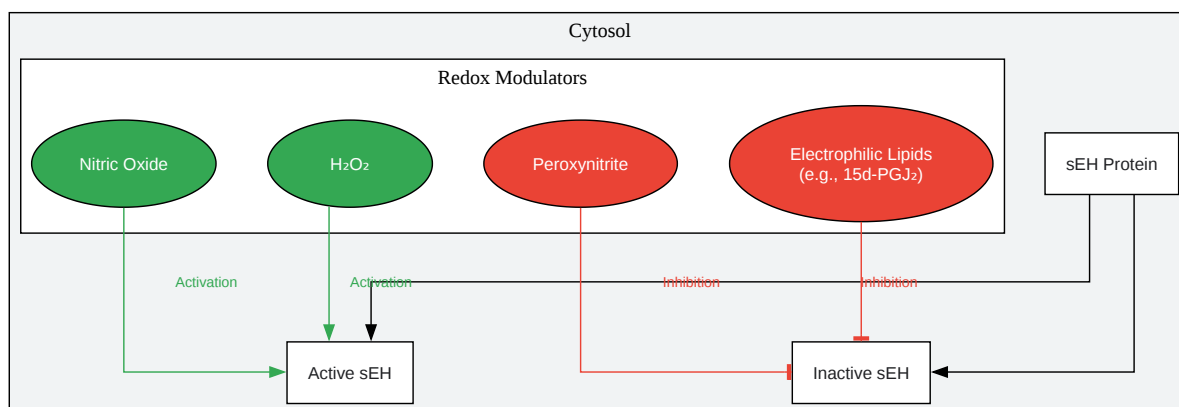 Cytosol
Redox Modulators
Nitric Oxide
H₂O₂
Peroxynitrite
Electrophilic Lipids
(e.g., 15d-PGJ₂)
sEH Protein
Activation
Activation
Inhibition
Inhibition
Active sEH
Inactive sEH